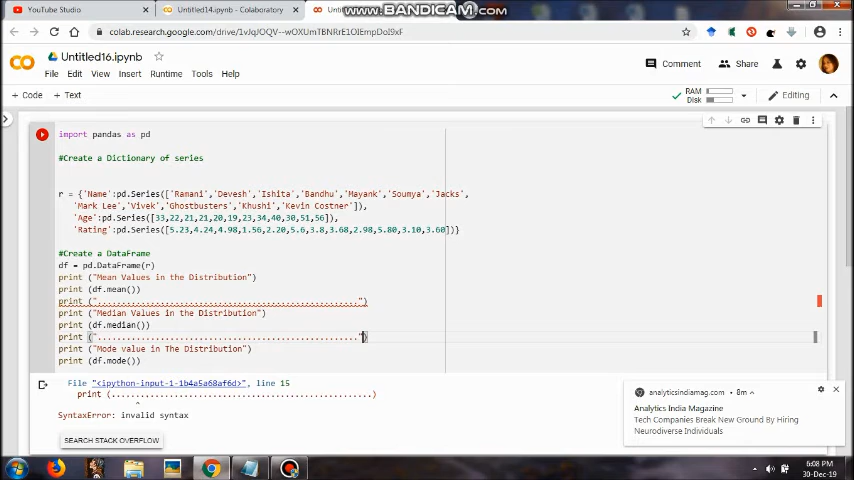 www.BANDICAM.COM
YouTube Studio
Untitled14.ipynb - Colaboratory
colab.research.google.com/drive/1vJqJOQV--wOXUmTBNRrE1OIEmpDoI9xF
Untitled16.ipynb
File Edit View Insert Runtime Tools Help
Comment Share
+ Code + Text
RAM
Disk
Editing
import pandas as pd
#Create a Dictionary of series
r = {'Name':pd.Series(['Ramani','Devesh','Ishita','Bandhu','Mayank','Soumya','Jacks',
'Mark Lee','Vivek','Ghostbusters','Khushi','Kevin Costner']),
'Age':pd.Series([33,22,21,21,20,19,23,34,40,30,51,56]),
'Rating':pd.Series([5.23,4.24,4.98,1.56,2.20,5.6,3.8,3.68,2.98,5.80,3.10,3.60])}
#Create a DataFrame
df = pd.DataFrame(r)
print ("Mean Values in the Distribution")
print (df.mean())
print ("....................................................")
print ("Median Values in the Distribution")
print (df.median())
print ("....................................................")
print ("Mode value in The Distribution")
print (df.mode())
File "<ipython-input-1-1b4a5a68af6d>", line 15
print (....................................................)
^
SyntaxError: invalid syntax
SEARCH STACK OVERFLOW
analyticsindiamag.com • 8m
Analytics India Magazine
Tech Companies Break New Ground By Hiring
Neurodiverse Individuals
6:08 PM
30-Dec-19